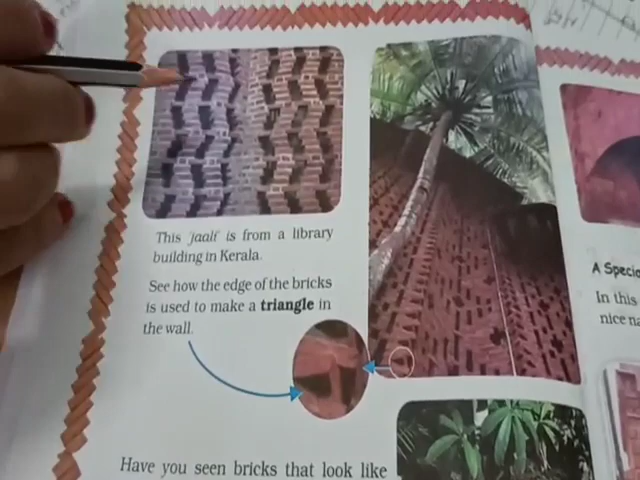 This 'jaali' is from a library
building in Kerala.
See how the edge of the bricks
is used to make a triangle in
the wall.
Have you seen bricks that look like
A Specia
In this
nice na